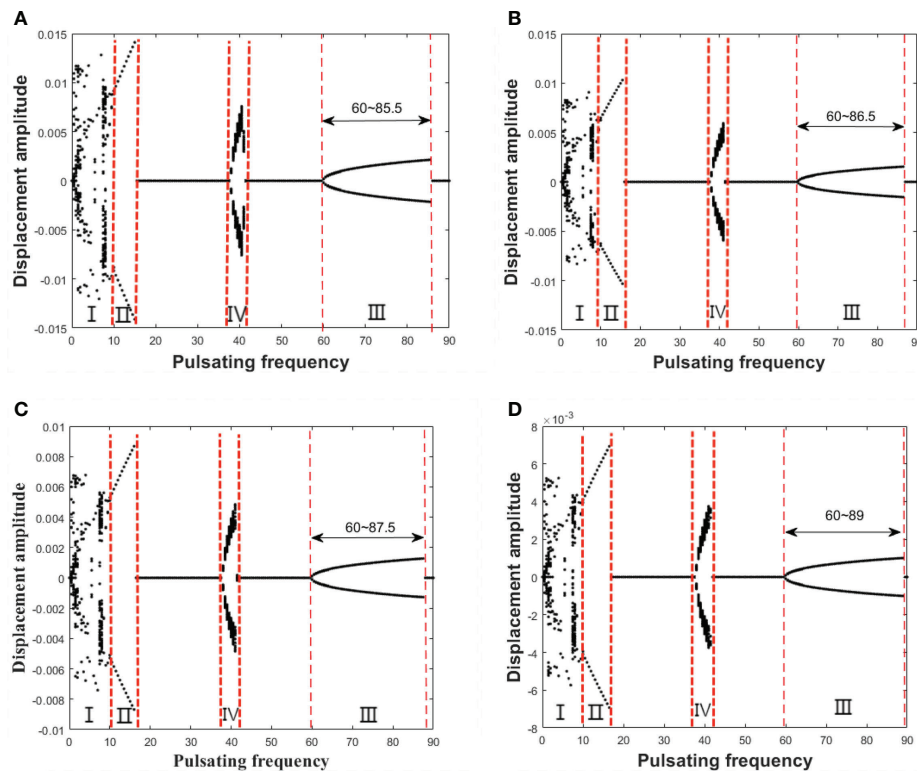 A
0.015
0.01
0.005
0
-0.005
-0.01
-0.015
Displacement amplitude
60~85.5
I II IV III
0 10 20 30 40 50 60 70 80 90
Pulsating frequency
B
0.015
0.01
0.005
0
-0.005
-0.01
-0.015
Displacement amplitude
60~86.5
I II IV III
0 10 20 30 40 50 60 70 80 90
Pulsating frequency
C
0.01
0.008
0.006
0.004
0.002
0
-0.002
-0.004
-0.006
-0.008
-0.01
Displacement amplitude
60~87.5
I II IV III
0 10 20 30 40 50 60 70 80 90
Pulsating frequency
D
×10⁻³
8
6
4
2
0
-2
-4
-6
-8
Displacement amplitude
60~89
I II IV III
0 10 20 30 40 50 60 70 80 90
Pulsating frequency